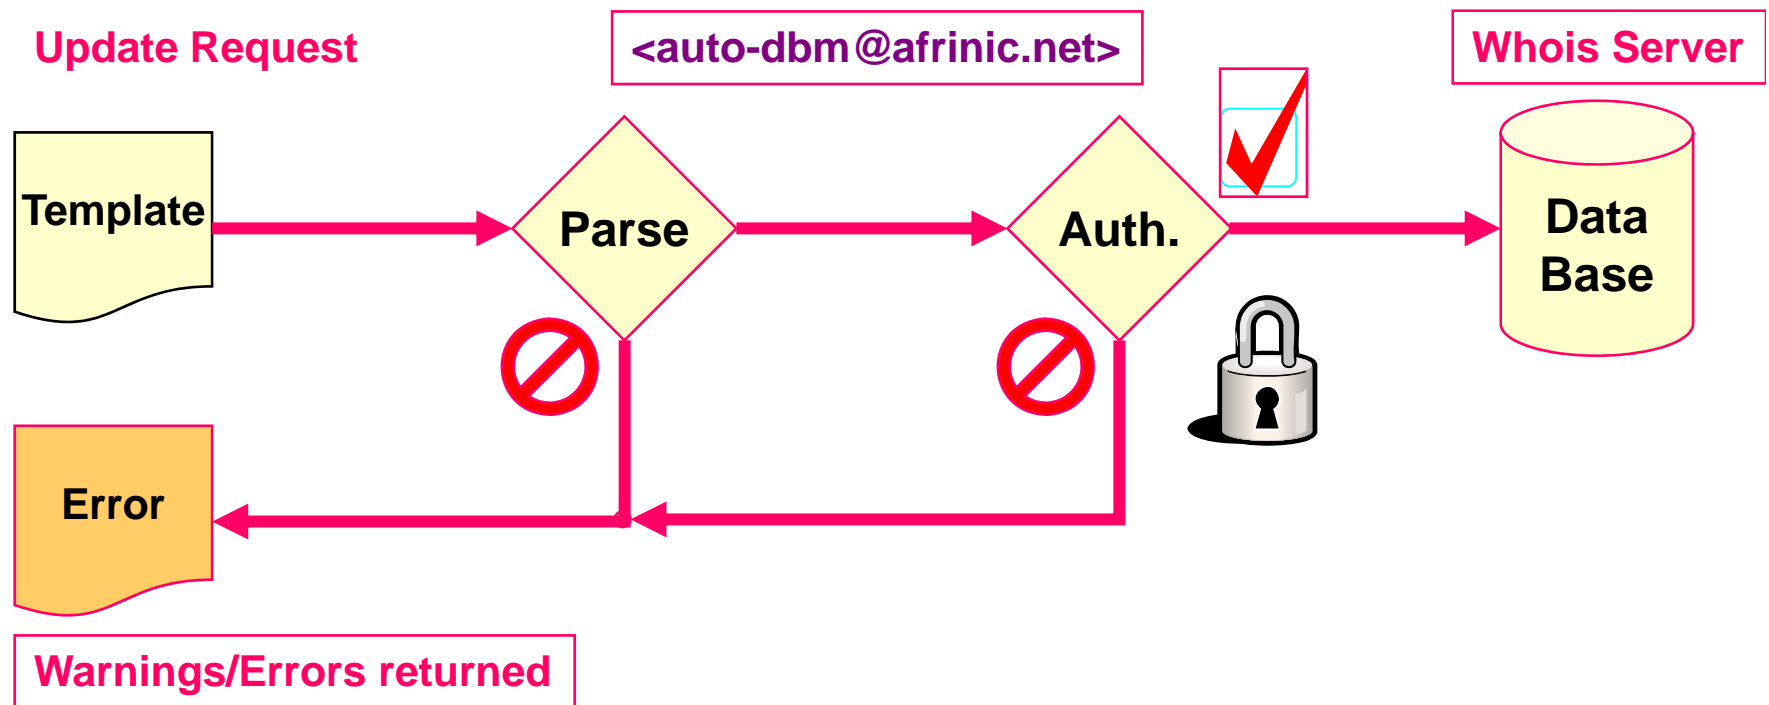 Update Request
<auto-dbm@afrinic.net>
Whois Server
Template
Parse
Auth.
Data
Base
Error
Warnings/Errors returned